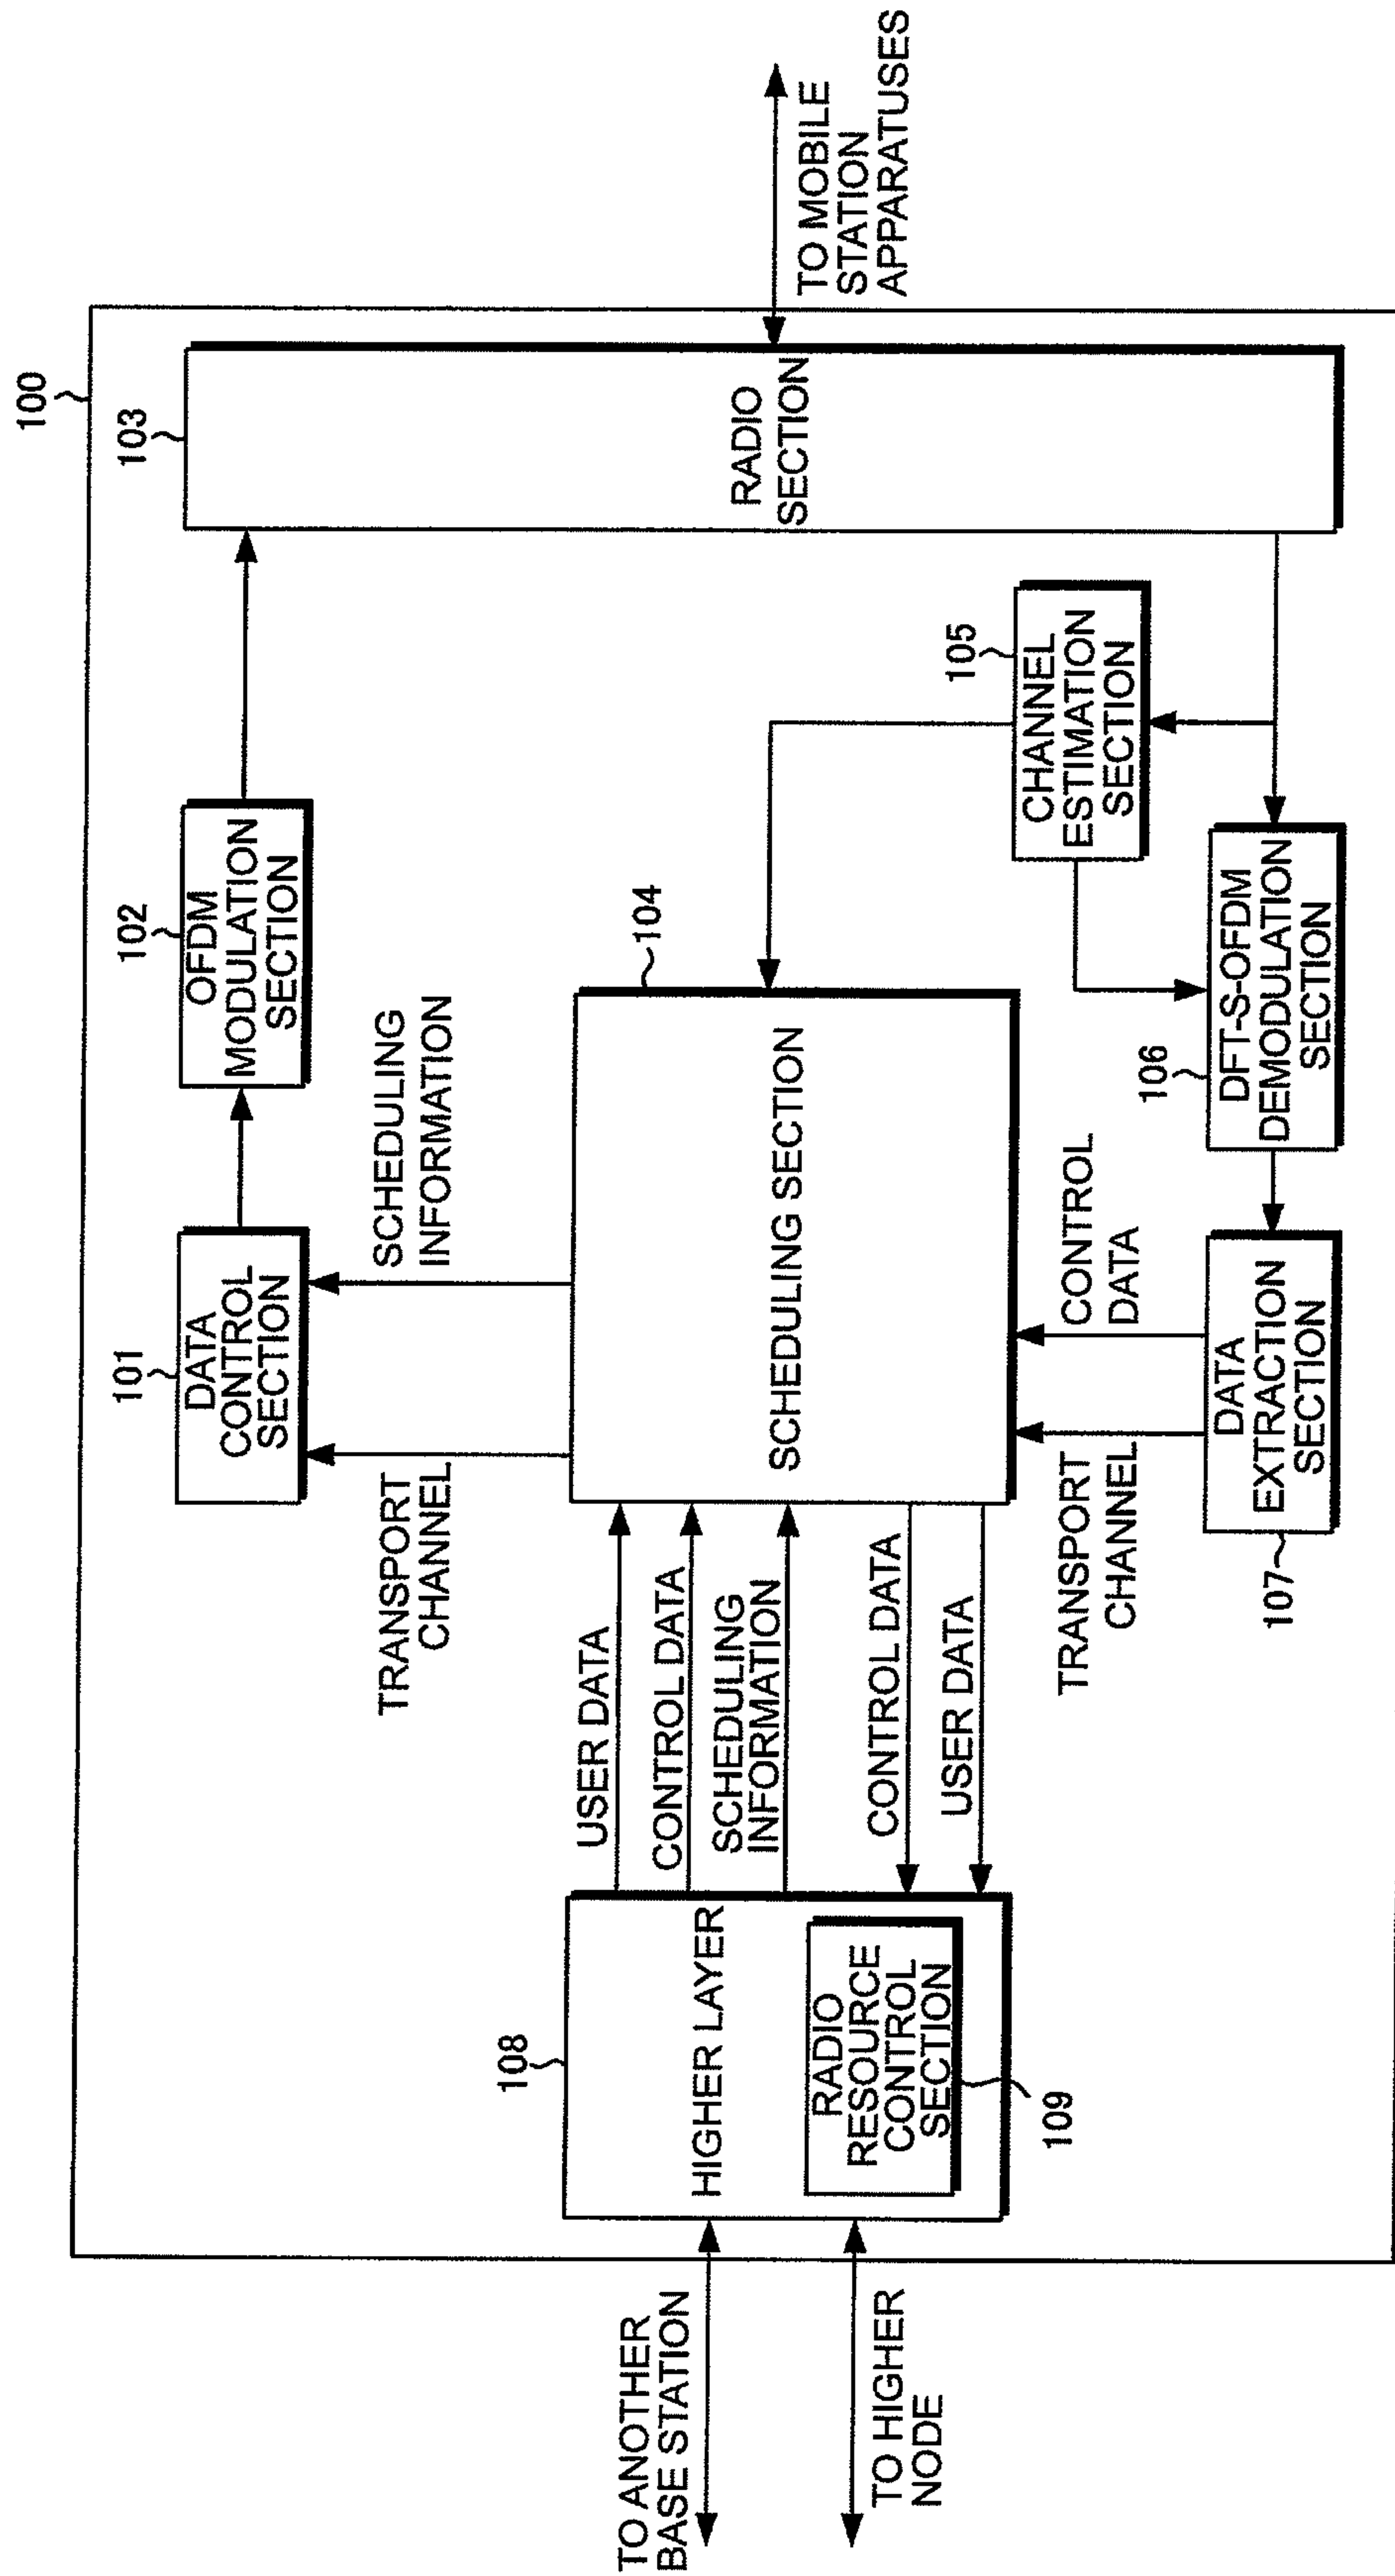 100
103
RADIO
SECTION
TO MOBILE
STATION
APPARATUSES
102
OFDM
MODULATION
SECTION
105
CHANNEL
ESTIMATION
SECTION
101
DATA
CONTROL
SECTION
SCHEDULING
INFORMATION
TRANSPORT
CHANNEL
104
SCHEDULING SECTION
106
DFT-S-OFDM
DEMODULATION
SECTION
CONTROL
DATA
TRANSPORT
CHANNEL
107
DATA
EXTRACTION
SECTION
USER DATA
CONTROL DATA
SCHEDULING
INFORMATION
CONTROL DATA
USER DATA
108
HIGHER LAYER
RADIO
RESOURCE
CONTROL
SECTION
109
TO ANOTHER
BASE STATION
TO HIGHER
NODE